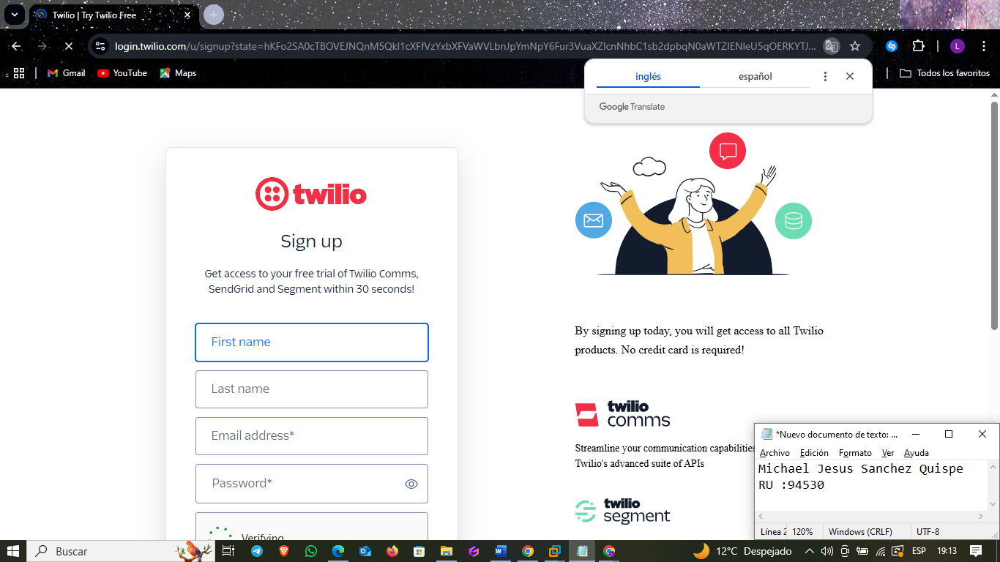 Twilio | Try Twilio Free
login.twilio.com/u/signup?state=
Gmail
YouTube
Maps
Todos los favoritos
inglés
español
Google Translate
twilio
Sign up
Get access to your free trial of Twilio Comms,
SendGrid and Segment within 30 seconds!
First name
Last name
Email address*
Password*
Verifying
By signing up today, you will get access to all Twilio
products. No credit card is required!
twilio
comms
Streamline your communication capabilities
Twilio's advanced suite of APIs
twilio
segment
*Nuevo documento de texto: ...
Archivo Edición Formato Ver Ayuda
Michael Jesus Sanchez Quispe
RU :94530
Línea 2 120% Windows (CRLF) UTF-8
Buscar
12°C Despejado
ESP
19:13